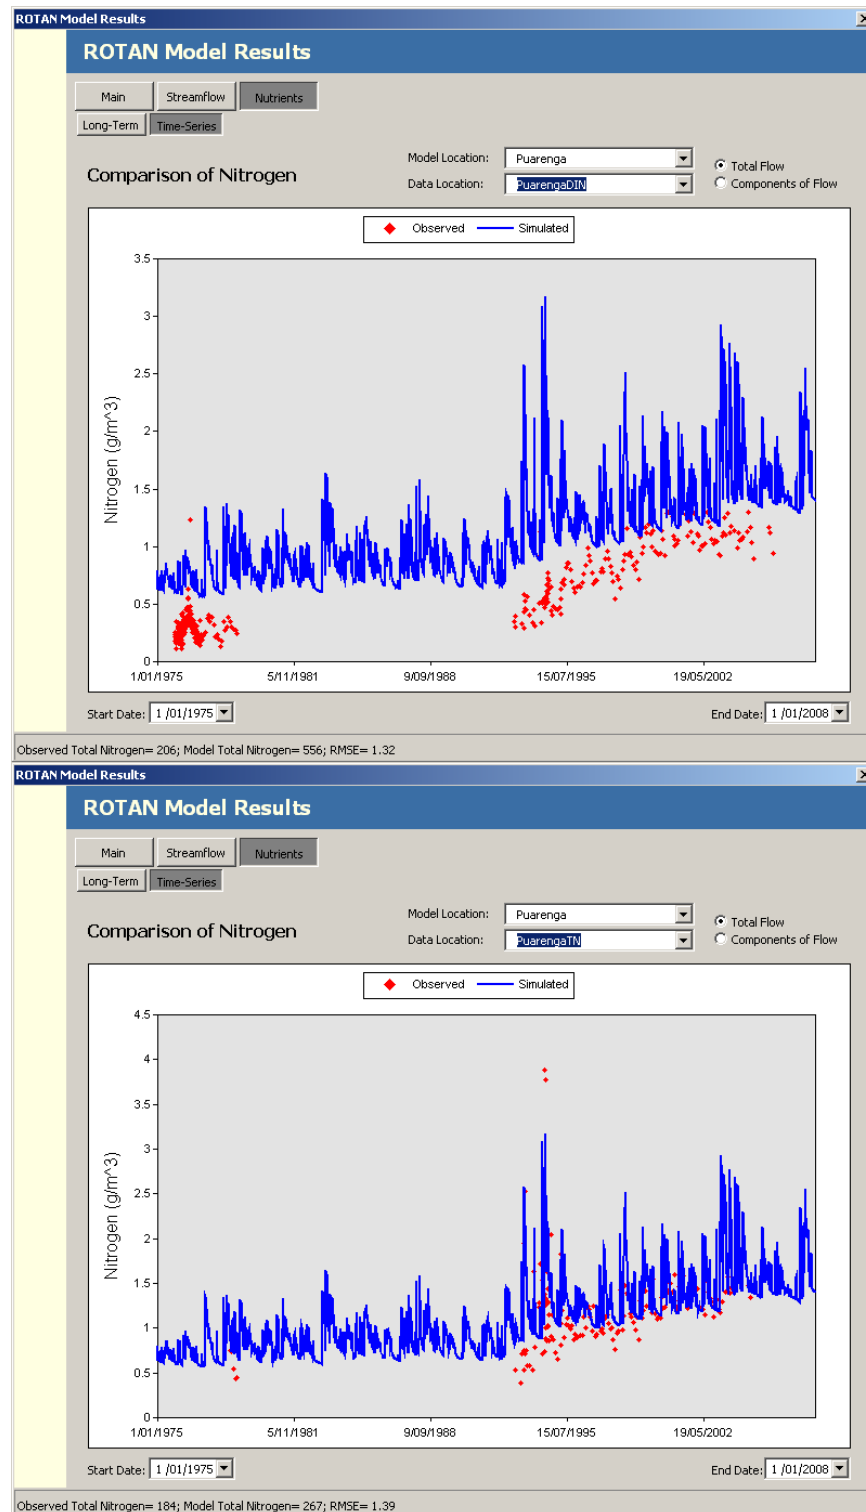 ROTAN Model Results
ROTAN Model Results
Main Streamflow Nutrients
Long-Term Time-Series
Comparison of Nitrogen
Model Location: Puarenga
Data Location: PuarengaDIN
Total Flow
Components of Flow
Observed Simulated
Nitrogen (g/m^3)
3.5
3
2.5
2
1.5
1
0.5
0
1/01/1975 5/11/1981 9/09/1988 15/07/1995 19/05/2002
Start Date: 1 /01/1975 End Date: 1 /01/2008
Observed Total Nitrogen= 206; Model Total Nitrogen= 556; RMSE= 1.32
ROTAN Model Results
ROTAN Model Results
Main Streamflow Nutrients
Long-Term Time-Series
Comparison of Nitrogen
Model Location: Puarenga
Data Location: PuarengaTN
Total Flow
Components of Flow
Observed Simulated
Nitrogen (g/m^3)
4.5
4
3.5
3
2.5
2
1.5
1
0.5
0
1/01/1975 5/11/1981 9/09/1988 15/07/1995 19/05/2002
Start Date: 1 /01/1975 End Date: 1 /01/2008
Observed Total Nitrogen= 184; Model Total Nitrogen= 267; RMSE= 1.39